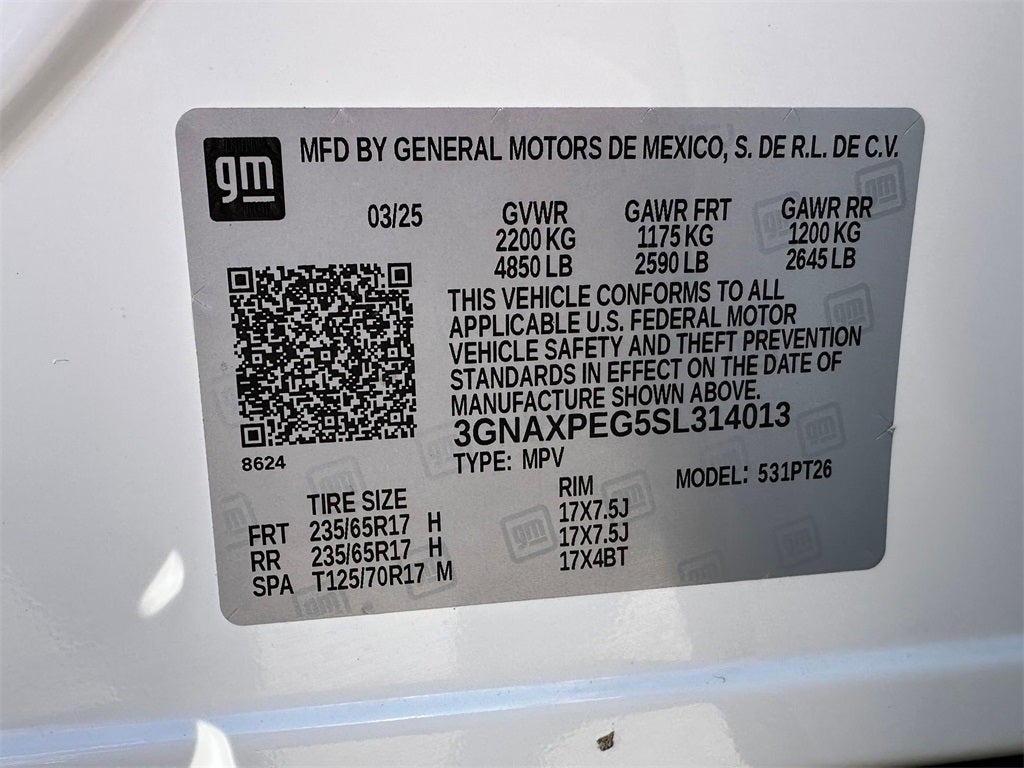 gm
MFD BY GENERAL MOTORS DE MEXICO, S. DE R.L. DE C.V.
03/25 GVWR GAWR FRT GAWR RR
2200 KG 1175 KG 1200 KG
4850 LB 2590 LB 2645 LB
THIS VEHICLE CONFORMS TO ALL
APPLICABLE U.S. FEDERAL MOTOR
VEHICLE SAFETY AND THEFT PREVENTION
STANDARDS IN EFFECT ON THE DATE OF
MANUFACTURE SHOWN ABOVE.
3GNAXPEG5SL314013
8624
TYPE: MPV MODEL: 531PT26
TIRE SIZE RIM
FRT 235/65R17 H 17X7.5J
RR 235/65R17 H 17X7.5J
SPA T125/70R17 M 17X4BT